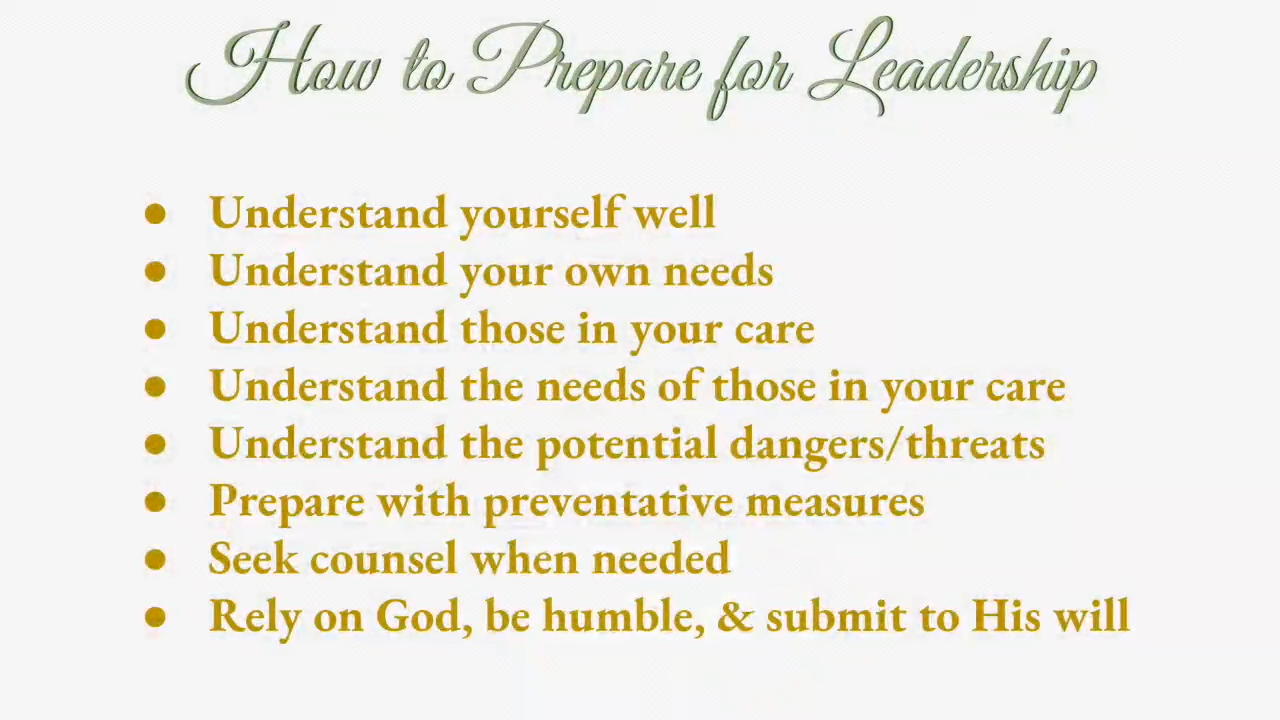 How to Prepare for Leadership
● Understand yourself well
● Understand your own needs
● Understand those in your care
● Understand the needs of those in your care
● Understand the potential dangers/threats
● Prepare with preventative measures
● Seek counsel when needed
● Rely on God, be humble, & submit to His will